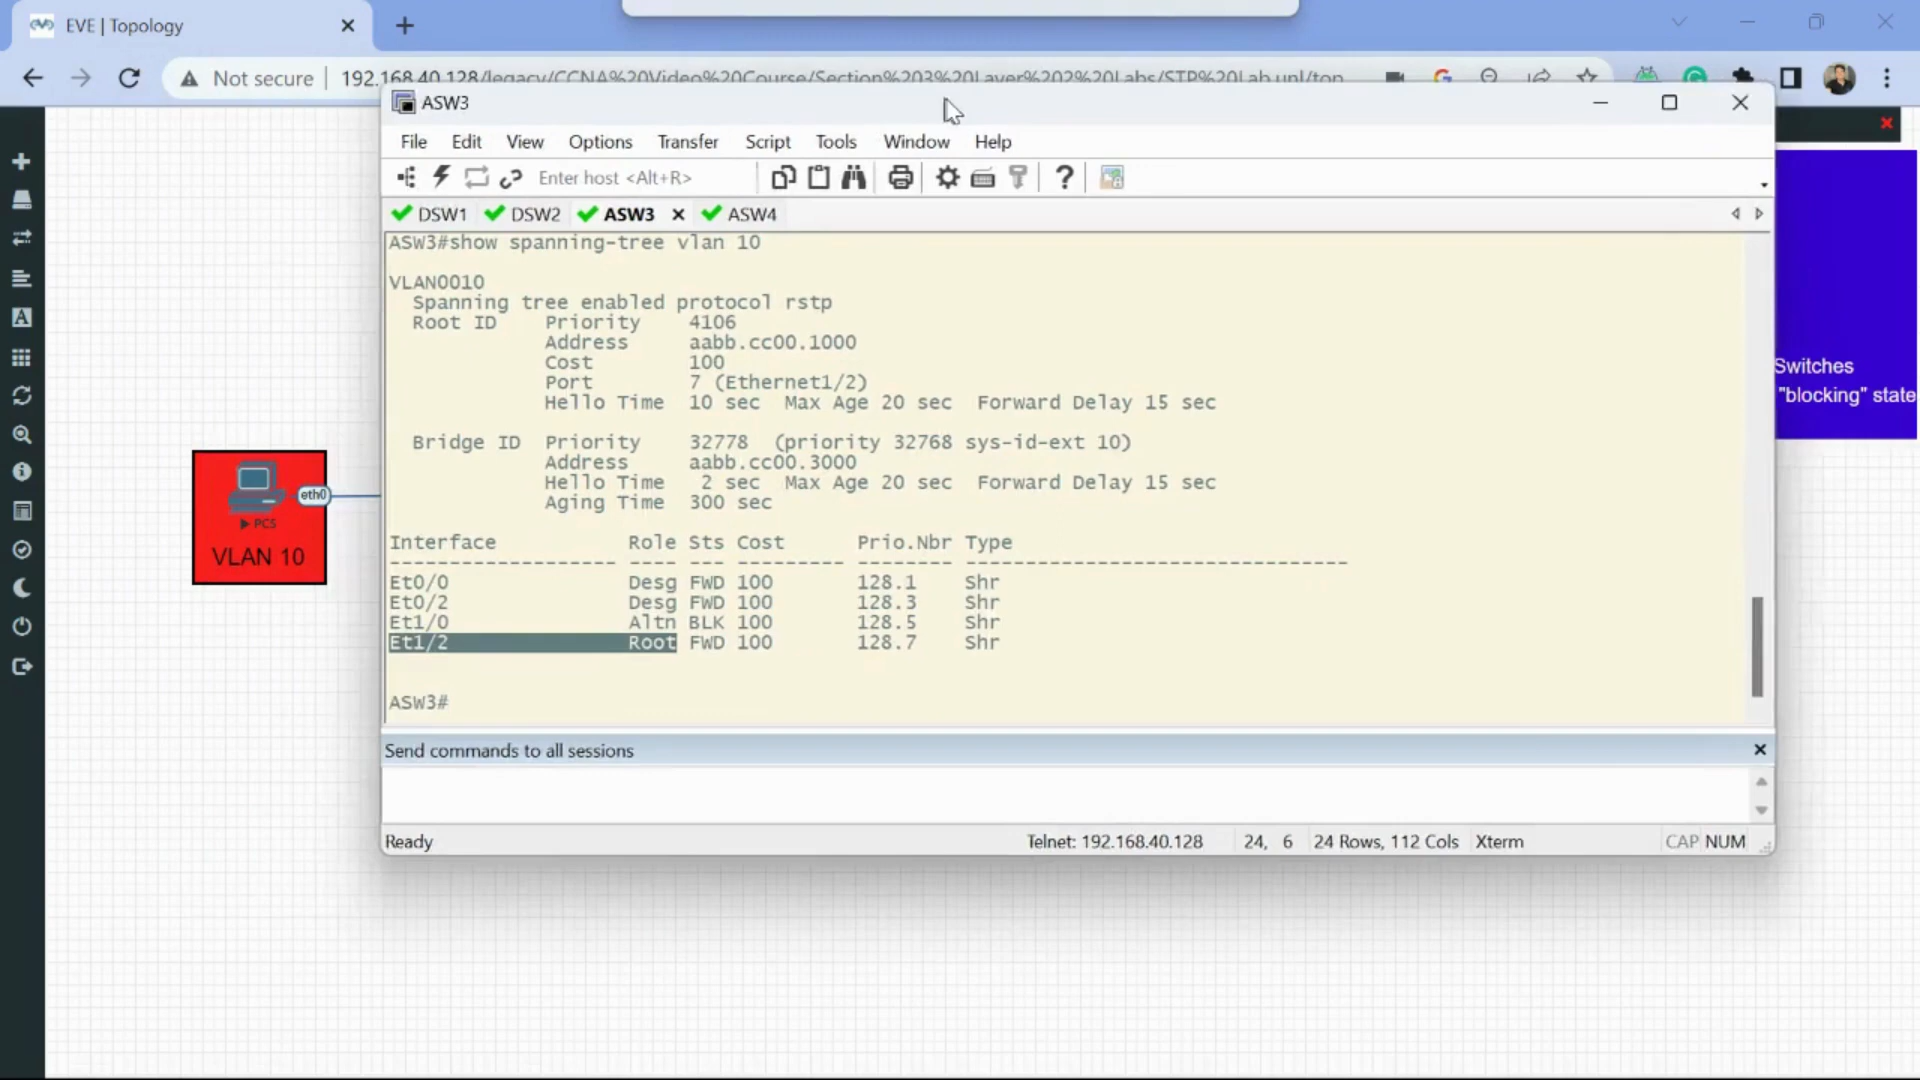 EVE | Topology
Not secure
192.168.40.128/legacy/CCNA%20Video%20Course/Section%203%20Layer%202%20Labs/STP%20Lab.unl/top
ASW3
File Edit View Options Transfer Script Tools Window Help
Enter host <Alt+R>
DSW1 DSW2 ASW3 ASW4
ASW3#show spanning-tree vlan 10
VLAN0010
Spanning tree enabled protocol rstp
Root ID Priority 4106
Address aabb.cc00.1000
Cost 100
Port 7 (Ethernet1/2)
Hello Time 10 sec Max Age 20 sec Forward Delay 15 sec
Bridge ID Priority 32778 (priority 32768 sys-id-ext 10)
Address aabb.cc00.3000
Hello Time 2 sec Max Age 20 sec Forward Delay 15 sec
Aging Time 300 sec
Interface Role Sts Cost Prio.Nbr Type
------------------- ---- --- --------- -------- --------------------------------
Et0/0 Desg FWD 100 128.1 Shr
Et0/2 Desg FWD 100 128.3 Shr
Et1/0 Altn BLK 100 128.5 Shr
Et1/2 Root FWD 100 128.7 Shr
ASW3#
Send commands to all sessions
Ready Telnet: 192.168.40.128 24, 6 24 Rows, 112 Cols Xterm CAP NUM
eth0
PC5
VLAN 10
Switches
"blocking" state